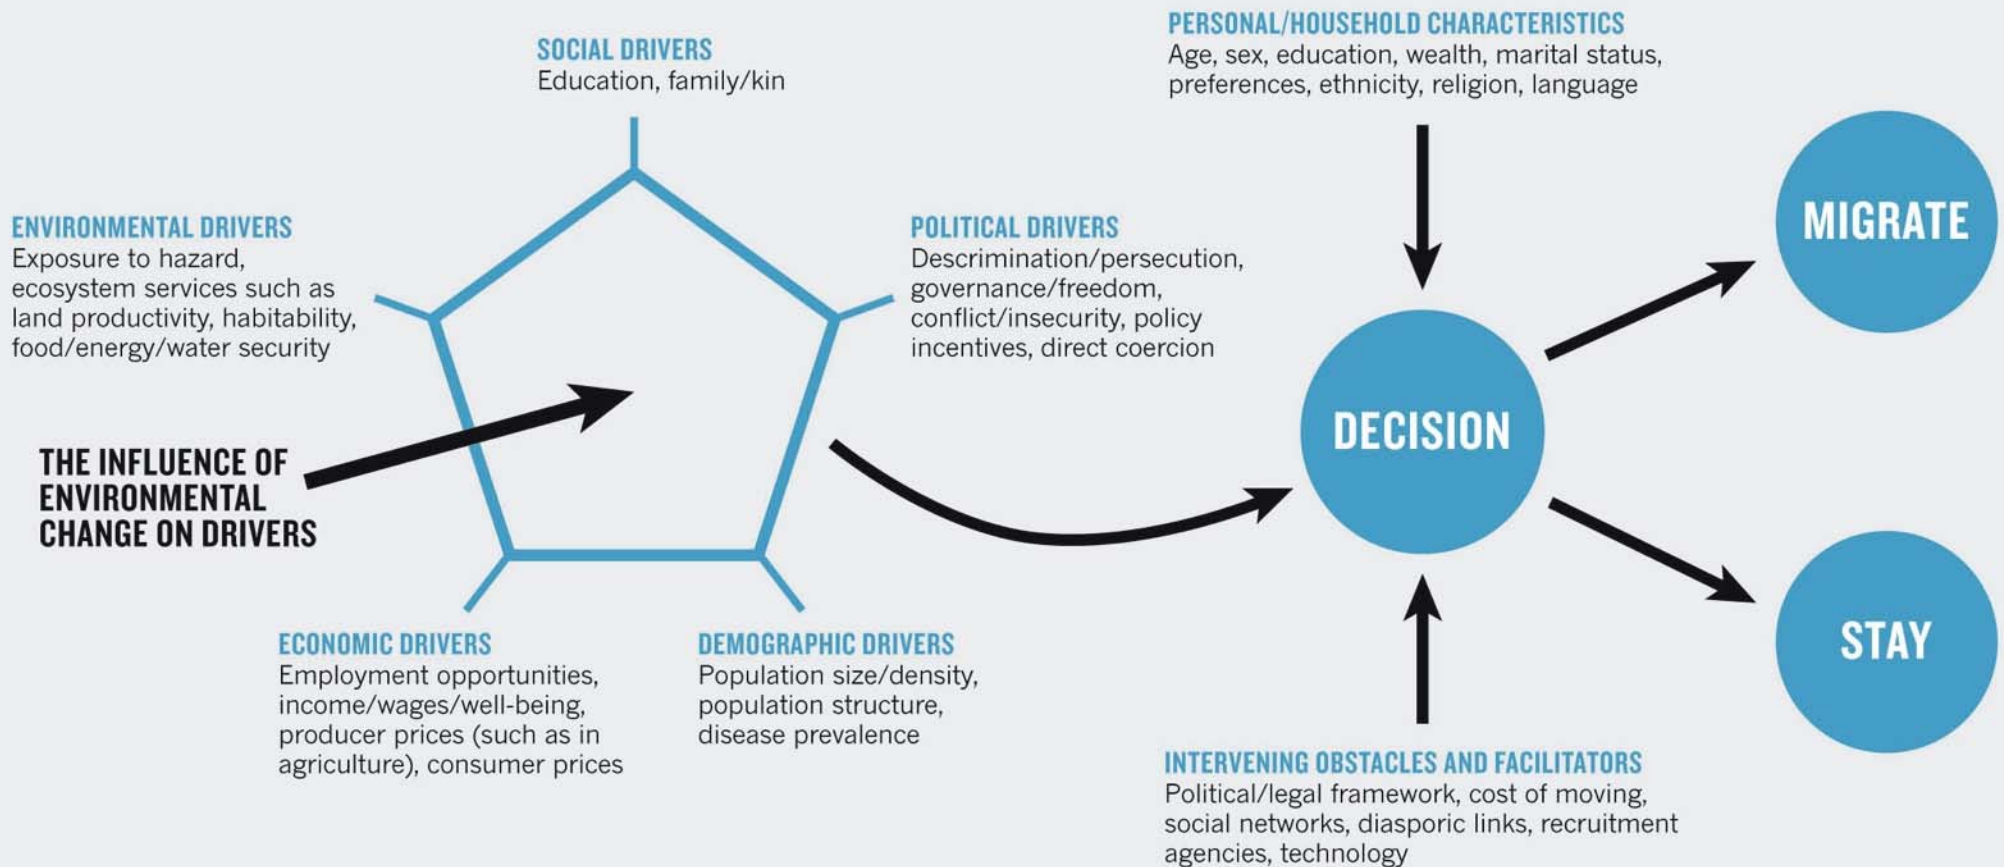 SOCIAL DRIVERS
Education, family/kin
ENVIRONMENTAL DRIVERS
Exposure to hazard,
ecosystem services such as
land productivity, habitability,
food/energy/water security
POLITICAL DRIVERS
Descrimination/persecution,
governance/freedom,
conflict/insecurity, policy
incentives, direct coercion
THE INFLUENCE OF
ENVIRONMENTAL
CHANGE ON DRIVERS
ECONOMIC DRIVERS
Employment opportunities,
income/wages/well-being,
producer prices (such as in
agriculture), consumer prices
DEMOGRAPHIC DRIVERS
Population size/density,
population structure,
disease prevalence
PERSONAL/HOUSEHOLD CHARACTERISTICS
Age, sex, education, wealth, marital status,
preferences, ethnicity, religion, language
DECISION
INTERVENING OBSTACLES AND FACILITATORS
Political/legal framework, cost of moving,
social networks, diasporic links, recruitment
agencies, technology
MIGRATE
STAY